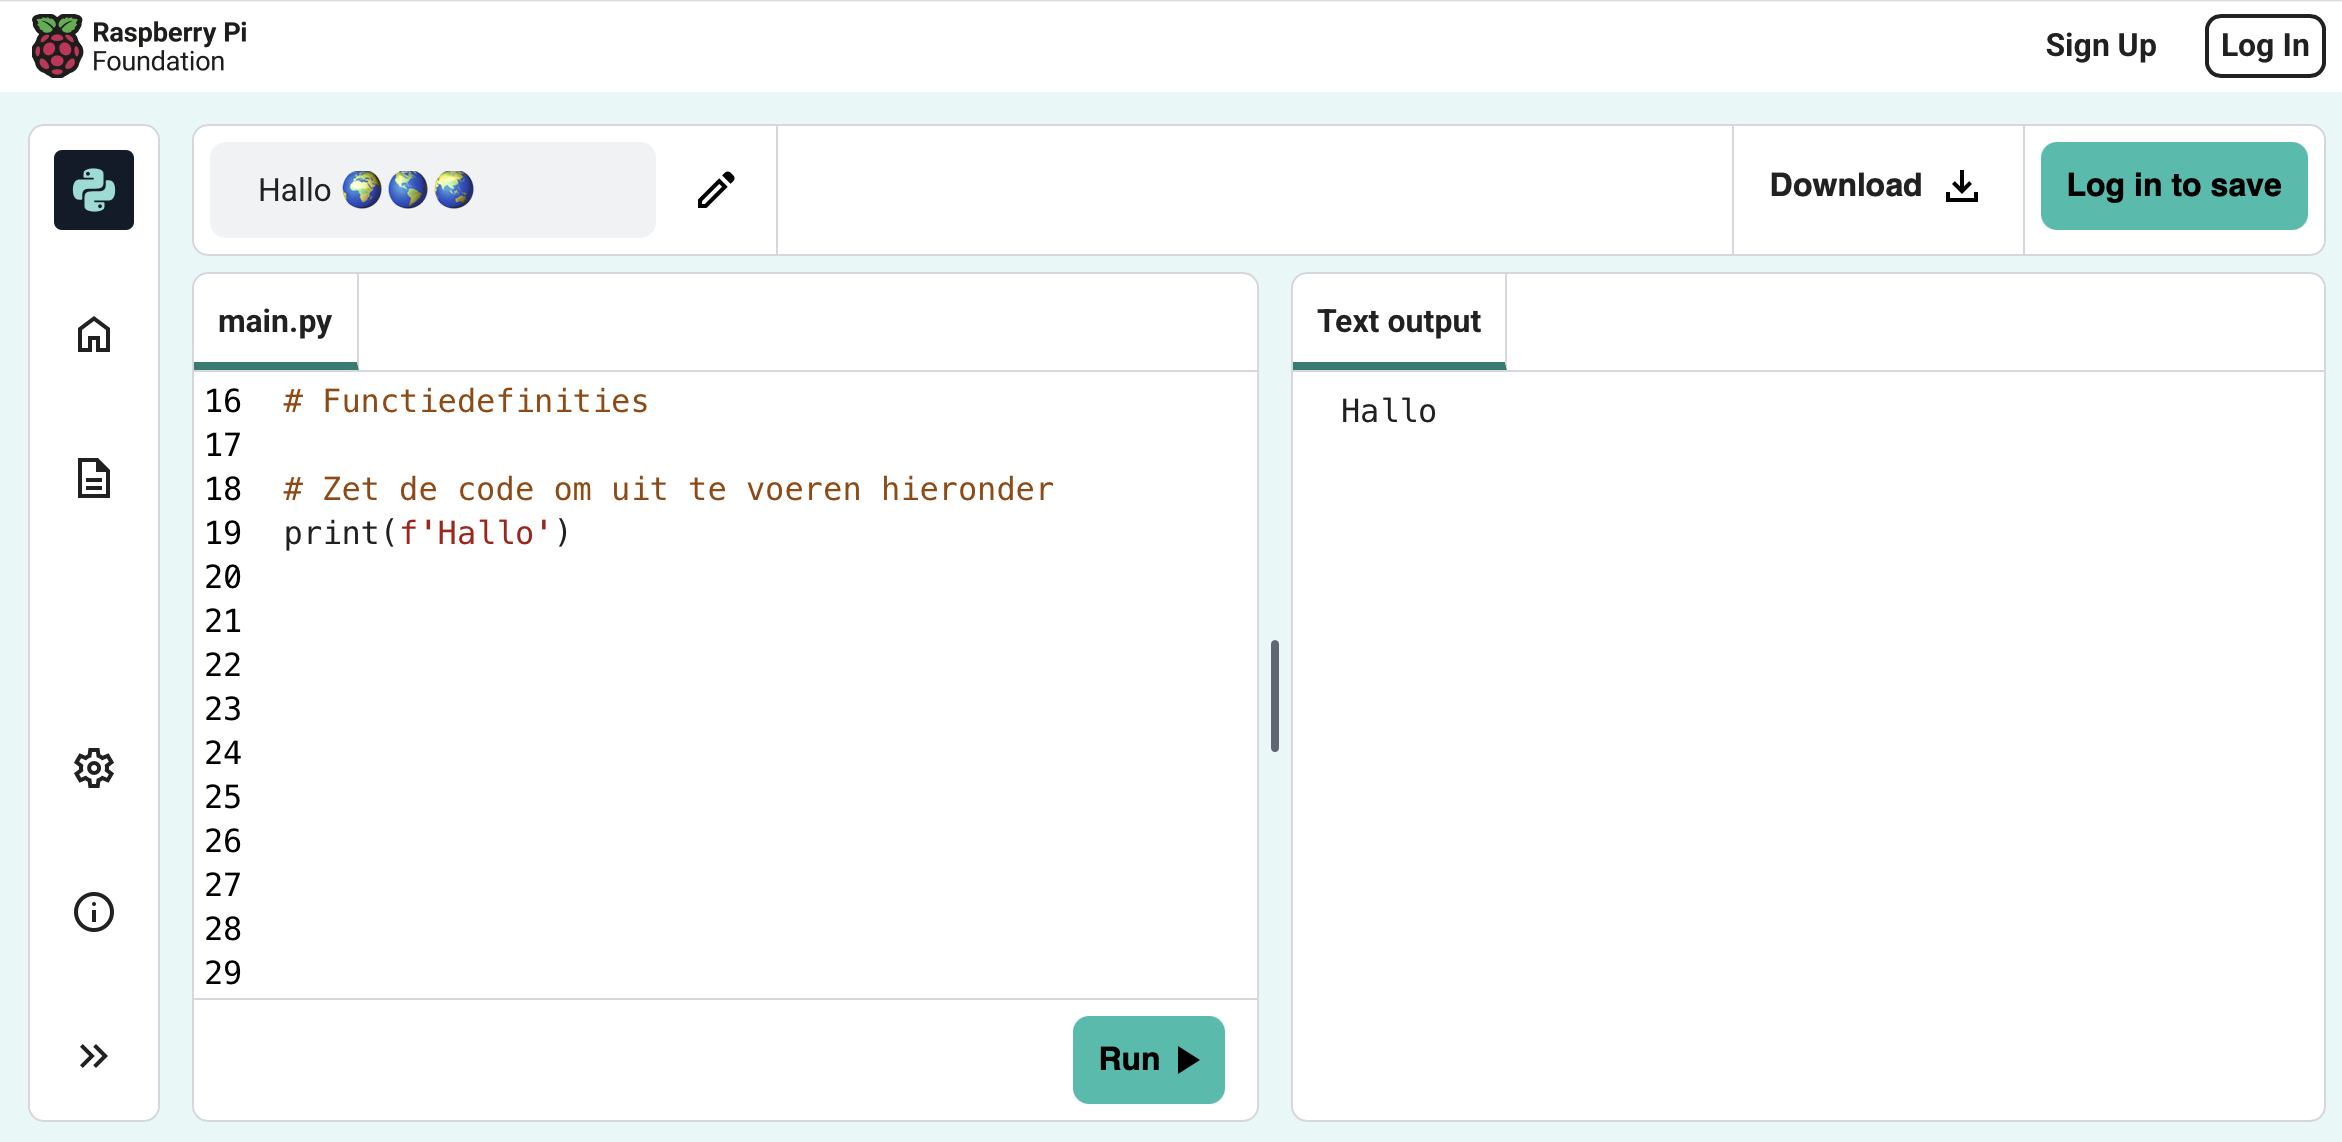 Raspberry Pi
Foundation
Sign Up
Log In
Hallo 🌍🌎🌏
Download
Log in to save
main.py
Text output
16 # Functiedefinities
17
18 # Zet de code om uit te voeren hieronder
19 print(f'Hallo')
20
21
22
23
24
25
26
27
28
29
Hallo
Run